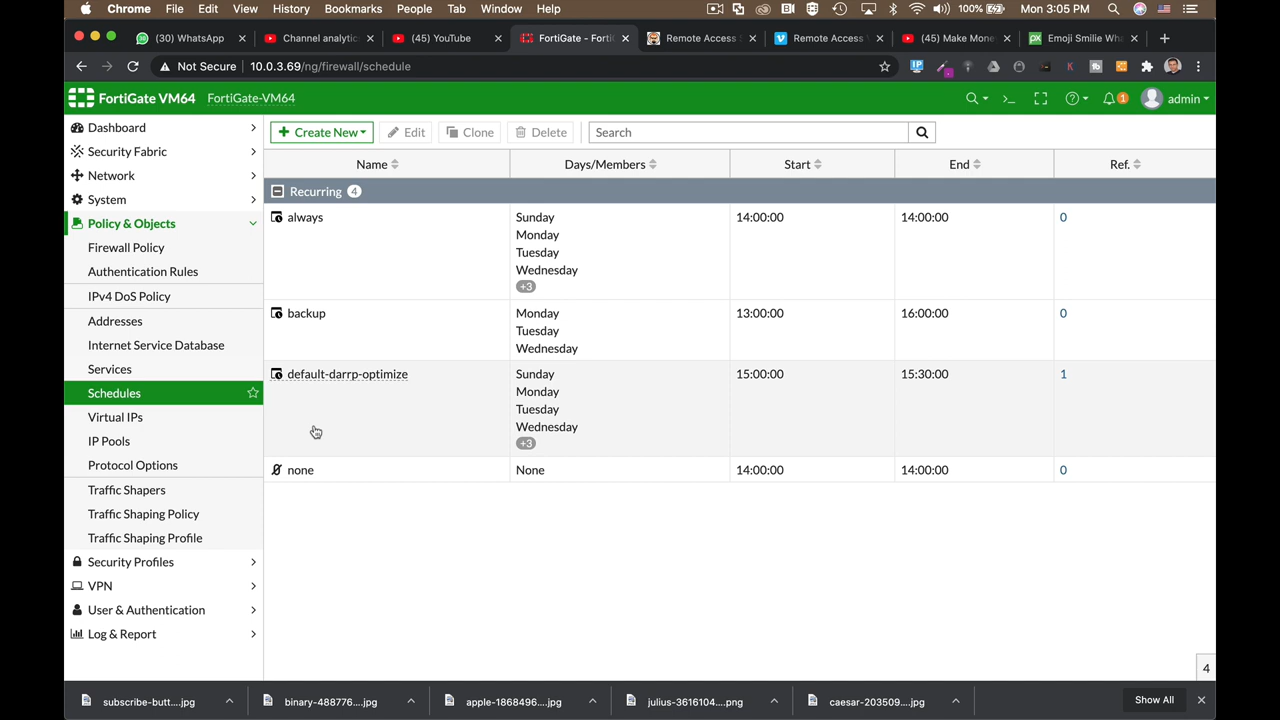 Chrome File Edit View History Bookmarks People Tab Window Help 100% Mon 3:05 PM
(30) WhatsApp Channel analytic (45) YouTube FortiGate - Forti Remote Access Remote Access V (45) Make Mone Emoji Smilie Wha
Not Secure 10.0.3.69/ng/firewall/schedule
FortiGate VM64 FortiGate-VM64 1 admin
Dashboard
Security Fabric
Network
System
Policy & Objects
Firewall Policy
Authentication Rules
IPv4 DoS Policy
Addresses
Internet Service Database
Services
Schedules
Virtual IPs
IP Pools
Protocol Options
Traffic Shapers
Traffic Shaping Policy
Traffic Shaping Profile
Security Profiles
VPN
User & Authentication
Log & Report
Create New Edit Clone Delete Search
Name Days/Members Start End Ref.
Recurring 4
always Sunday 14:00:00 14:00:00 0
Monday
Tuesday
Wednesday
+3
backup Monday 13:00:00 16:00:00 0
Tuesday
Wednesday
default-darrp-optimize Sunday 15:00:00 15:30:00 1
Monday
Tuesday
Wednesday
+3
none None 14:00:00 14:00:00 0
4
subscribe-butt....jpg binary-488776....jpg apple-1868496....jpg julius-3616104....png caesar-203509....jpg Show All